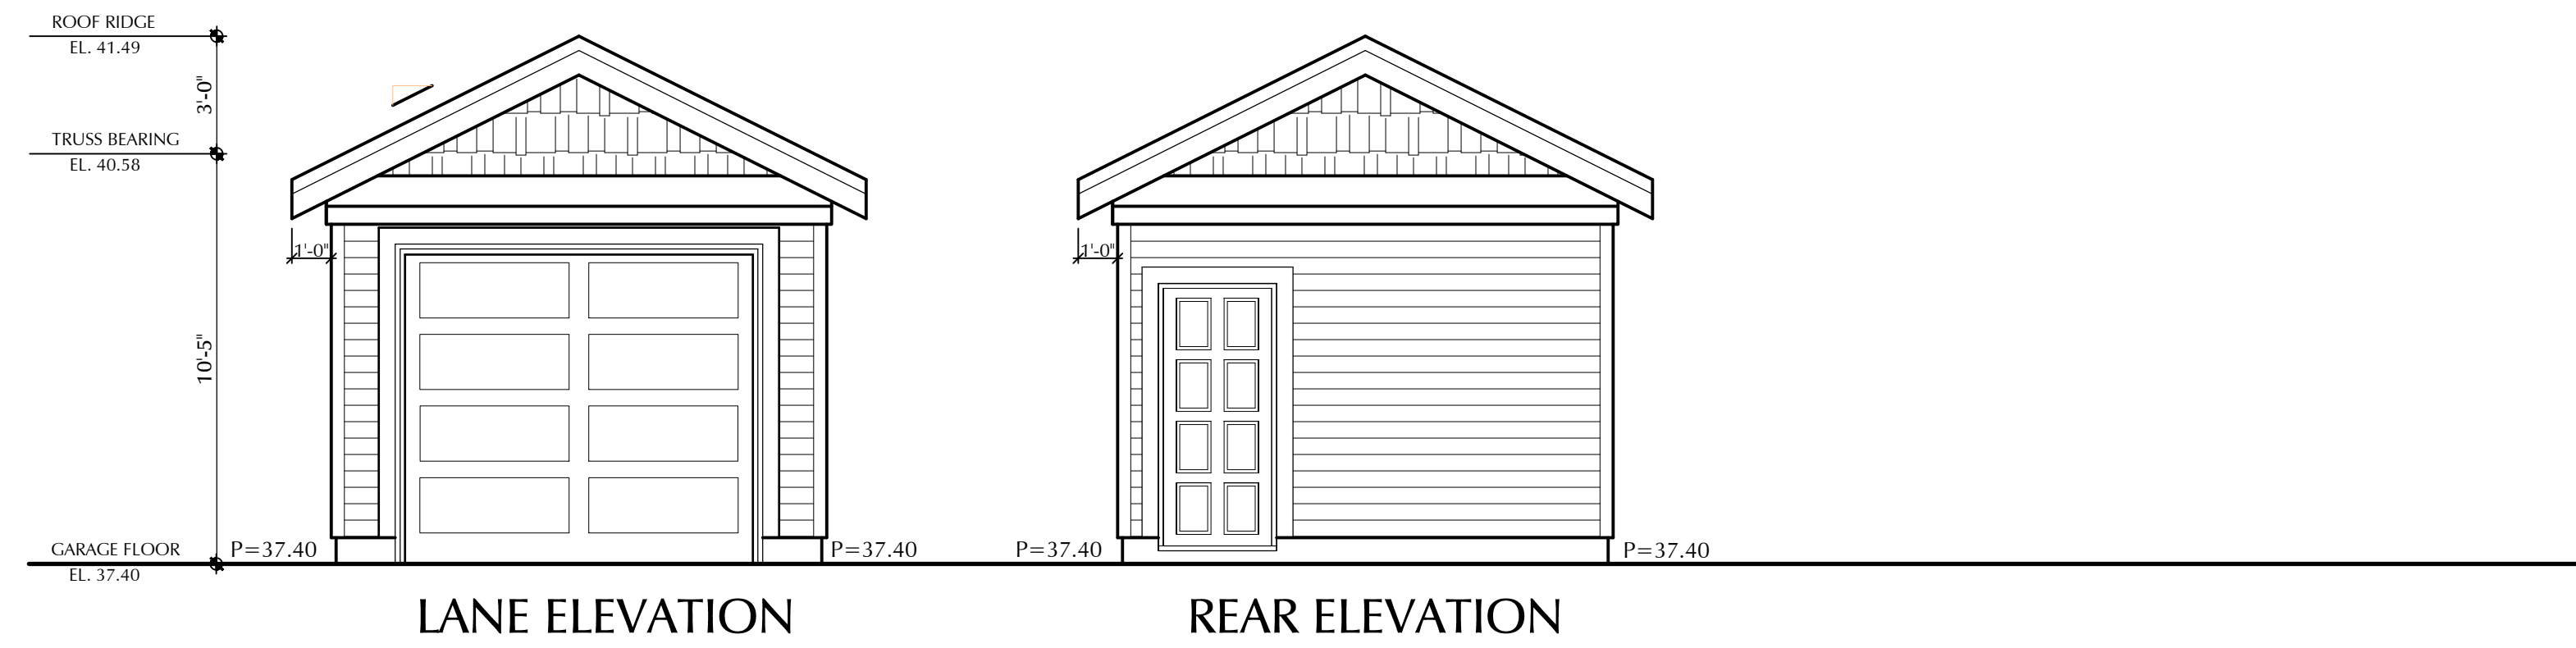 ROOF RIDGE
EL. 41.49
3'-0"
TRUSS BEARING
EL. 40.58
10'-5"
GARAGE FLOOR
EL. 37.40
1'-0"
P=37.40
P=37.40
LANE ELEVATION
1'-0"
P=37.40
P=37.40
REAR ELEVATION